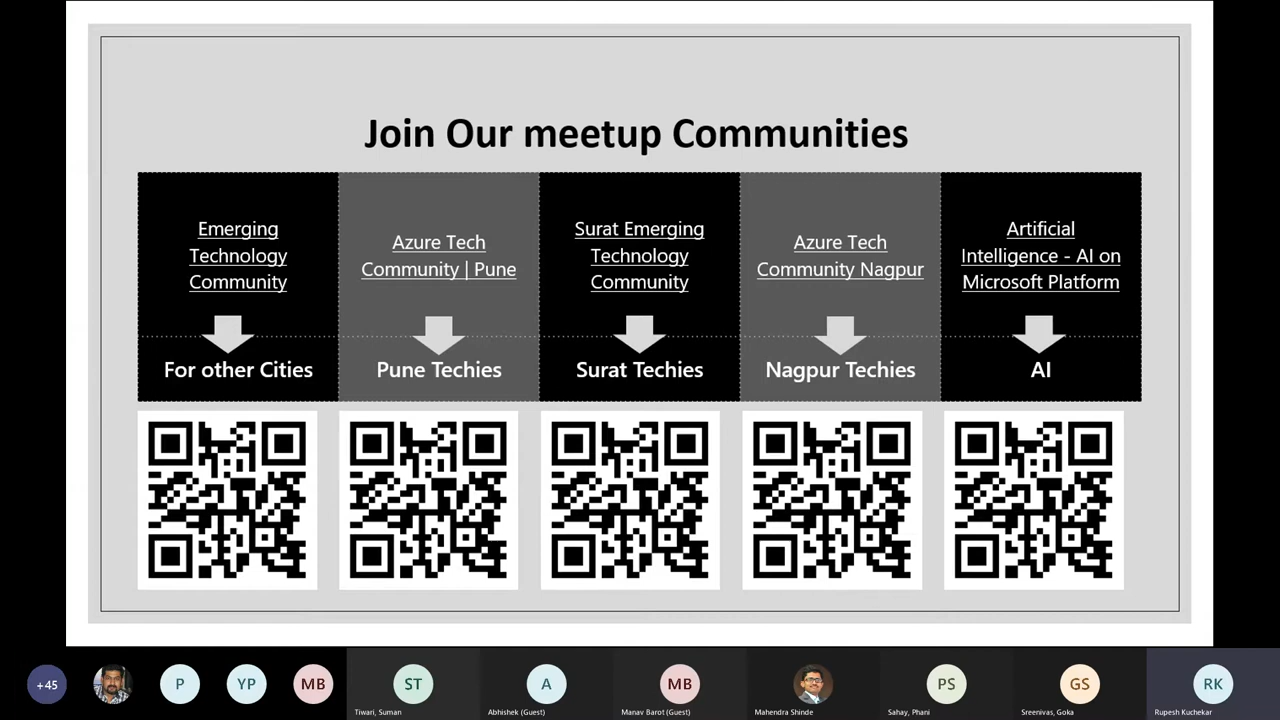 Join Our meetup Communities
Emerging
Technology
Community
Azure Tech
Community | Pune
Surat Emerging
Technology
Community
Azure Tech
Community Nagpur
Artificial
Intelligence - AI on
Microsoft Platform
For other Cities
Pune Techies
Surat Techies
Nagpur Techies
AI
+45
P
YP
MB
ST
A
MB
PS
GS
RK
Tiwari, Suman
Abhishek (Guest)
Manav Barot (Guest)
Mahendra Shinde
Sahay, Phani
Sreenivas, Goka
Rupesh Kuchekar